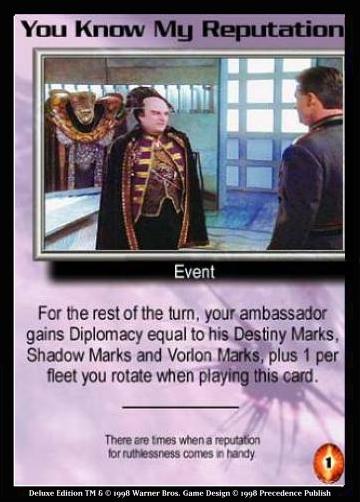 You Know My Reputation
Event
For the rest of the turn, your ambassador
gains Diplomacy equal to his Destiny Marks,
Shadow Marks and Vorlon Marks, plus 1 per
fleet you rotate when playing this card.
There are times when a reputation
for ruthlessness comes in handy
1
Deluxe Edition TM & © 1998 Warner Bros. Game Design © 1998 Precedence Publish